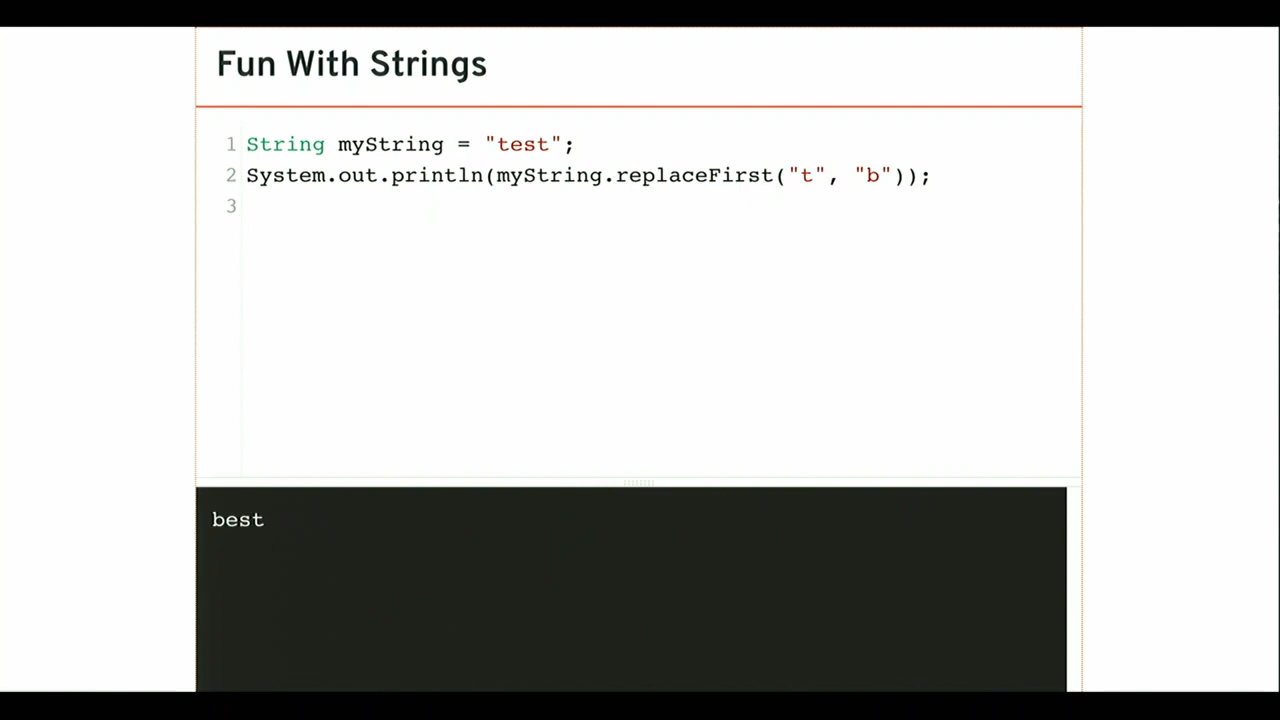 Fun With Strings
1 String myString = "test";
2 System.out.println(myString.replaceFirst("t", "b"));
3
best